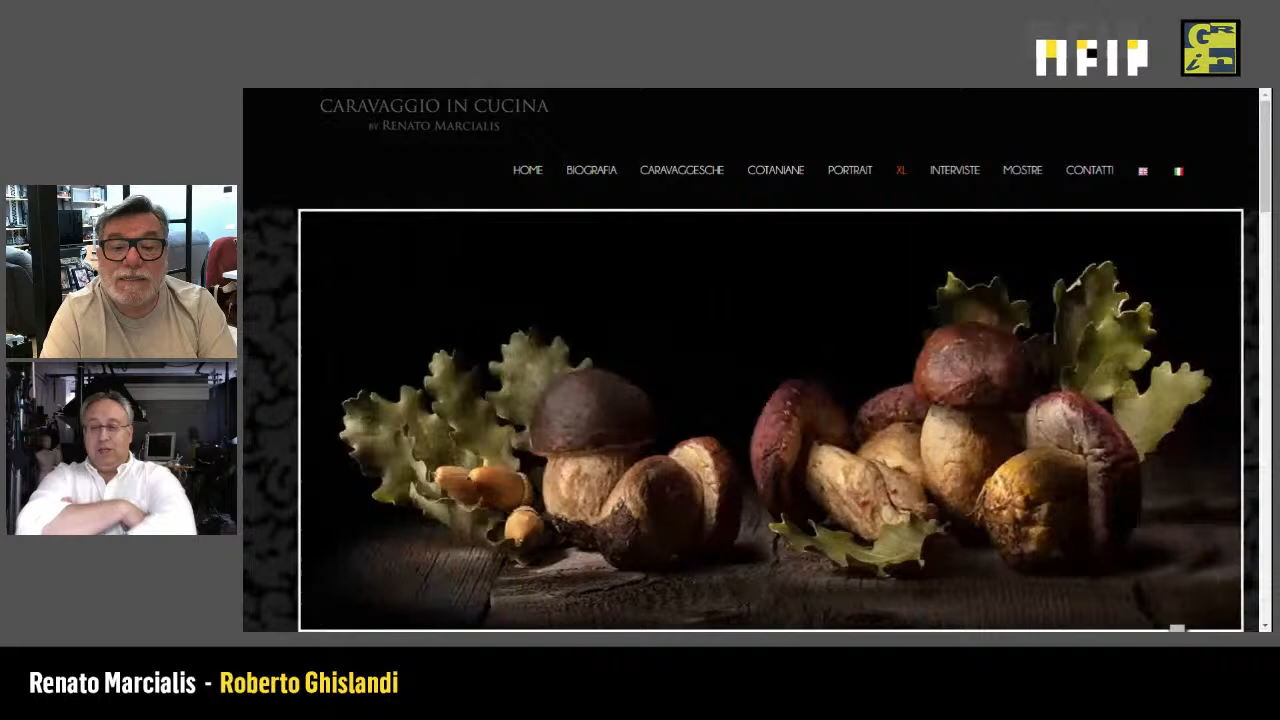 AFIP
GRin
CARAVAGGIO IN CUCINA
BY RENATO MARCIALIS
HOME BIOGRAFIA CARAVAGGESCHE COTANIANE PORTRAIT XL INTERVISTE MOSTRE CONTATTI
Renato Marcialis - Roberto Ghislandi